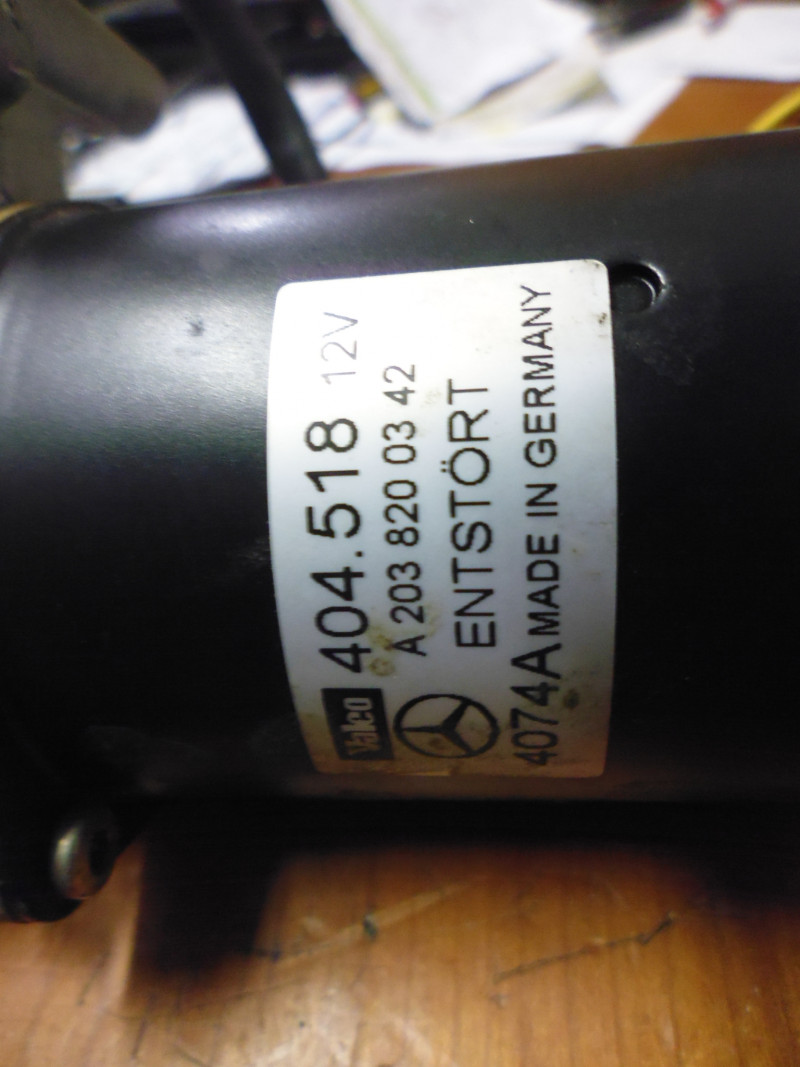 Valeo 404.518 12V
A 203 820 03 42
ENTSTÖRT
4074A MADE IN GERMANY